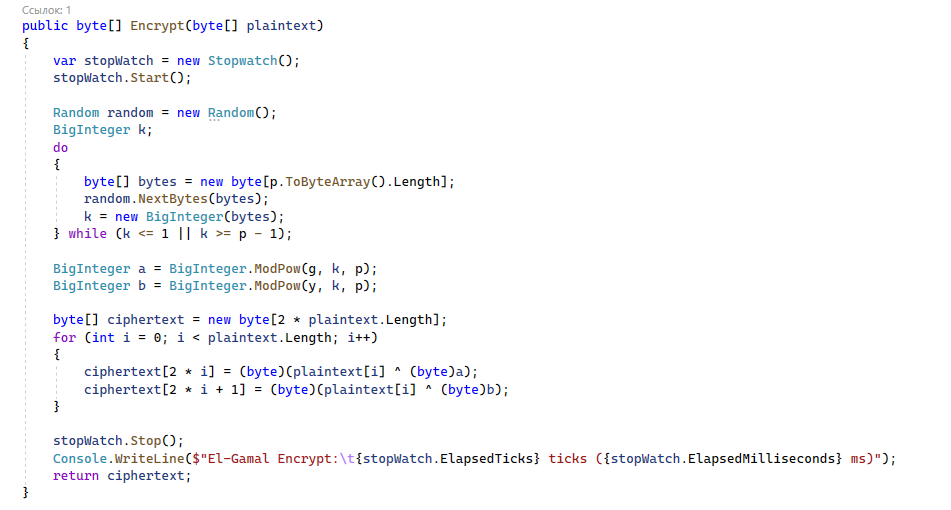 Ссылок: 1
public byte[] Encrypt(byte[] plaintext)
{
    var stopWatch = new Stopwatch();
    stopWatch.Start();

    Random random = new Random();
    BigInteger k;
    do
    {
        byte[] bytes = new byte[p.ToByteArray().Length];
        random.NextBytes(bytes);
        k = new BigInteger(bytes);
    } while (k <= 1 || k >= p - 1);

    BigInteger a = BigInteger.ModPow(g, k, p);
    BigInteger b = BigInteger.ModPow(y, k, p);

    byte[] ciphertext = new byte[2 * plaintext.Length];
    for (int i = 0; i < plaintext.Length; i++)
    {
        ciphertext[2 * i] = (byte)(plaintext[i] ^ (byte)a);
        ciphertext[2 * i + 1] = (byte)(plaintext[i] ^ (byte)b);
    }

    stopWatch.Stop();
    Console.WriteLine($"El-Gamal Encrypt:\t{stopWatch.ElapsedTicks} ticks ({stopWatch.ElapsedMilliseconds} ms)");
    return ciphertext;
}